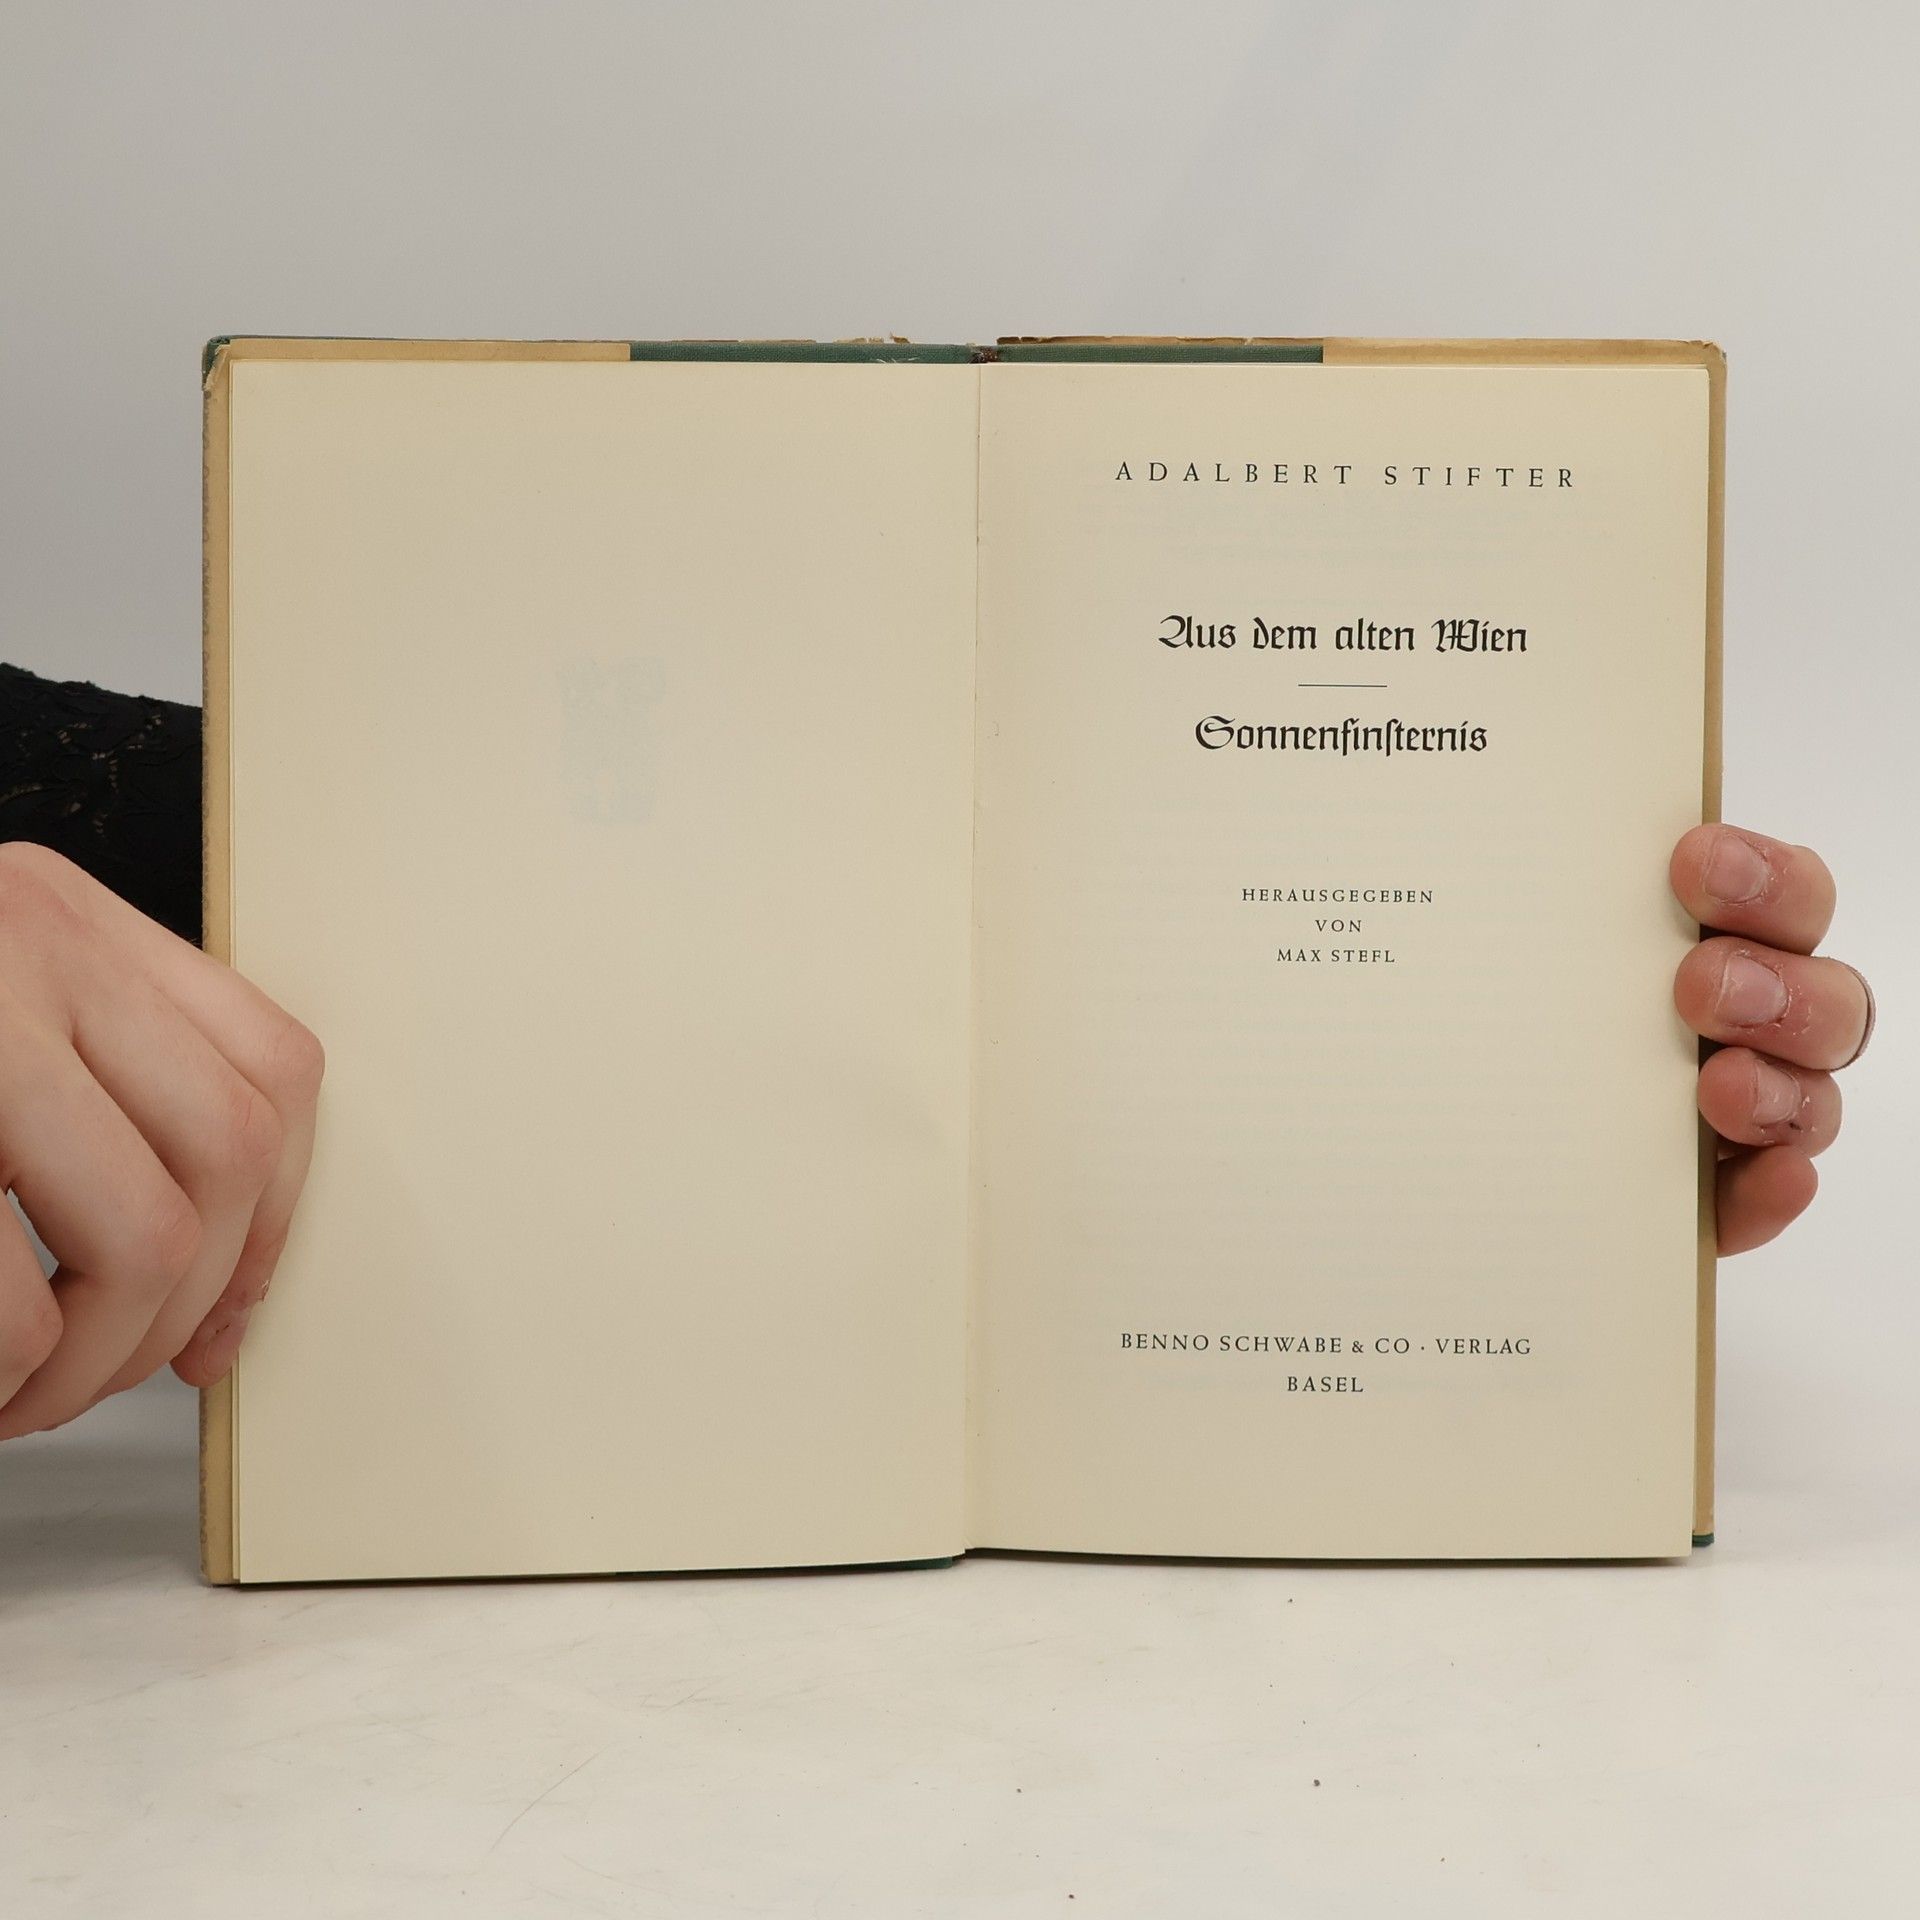 ADALBERT STIFTER
Aus dem alten Wien
Sonnenfinſternis
HERAUSGEGEBEN
VON
MAX STEFL
BENNO SCHWABE & CO · VERLAG
BASEL